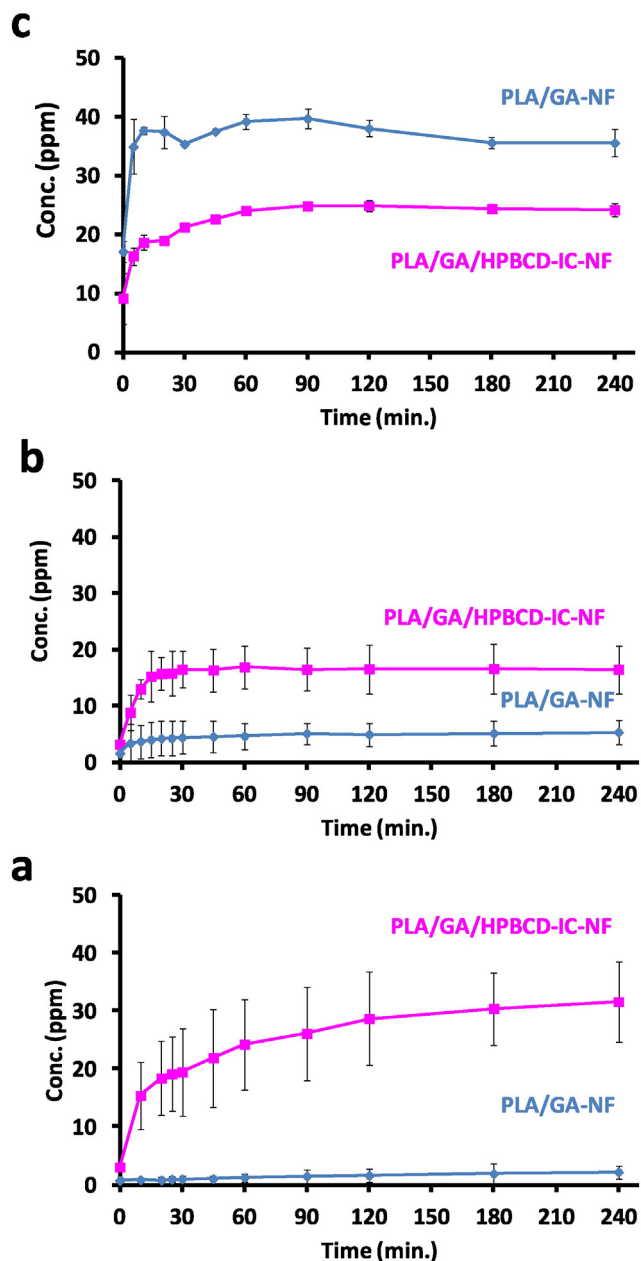 c
50
40
30
20
10
0
Conc. (ppm)
PLA/GA-NF
PLA/GA/HPBCD-IC-NF
0 30 60 90 120 150 180 210 240
Time (min.)
b
50
40
30
20
10
0
Conc. (ppm)
PLA/GA/HPBCD-IC-NF
PLA/GA-NF
0 30 60 90 120 150 180 210 240
Time (min.)
a
50
40
30
20
10
0
Conc. (ppm)
PLA/GA/HPBCD-IC-NF
PLA/GA-NF
0 30 60 90 120 150 180 210 240
Time (min.)